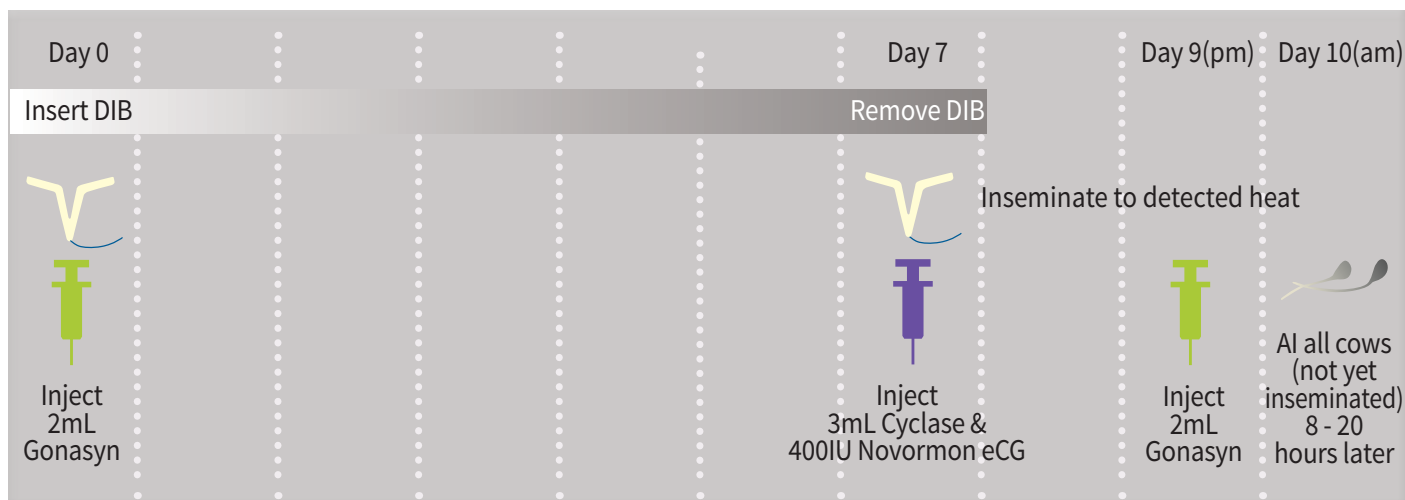 Day 0
Day 7
Day 9(pm)
Day 10(am)
Insert DIB
Remove DIB
Inseminate to detected heat
Inject
2mL
Gonasyn
Inject
3mL Cyclase &
400IU Novormon eCG
Inject
2mL
Gonasyn
AI all cows
(not yet
inseminated)
8 - 20
hours later